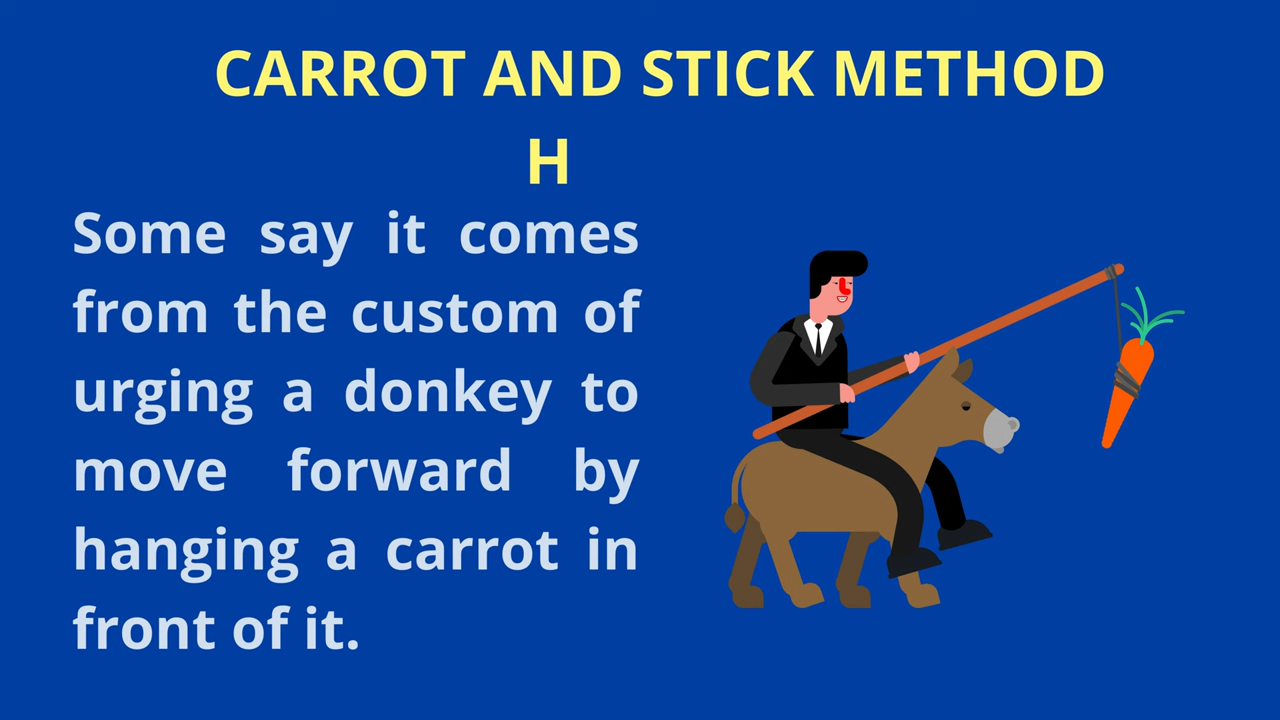 CARROT AND STICK METHOD
H
Some say it comes
from the custom of
urging a donkey to
move forward by
hanging a carrot in
front of it.